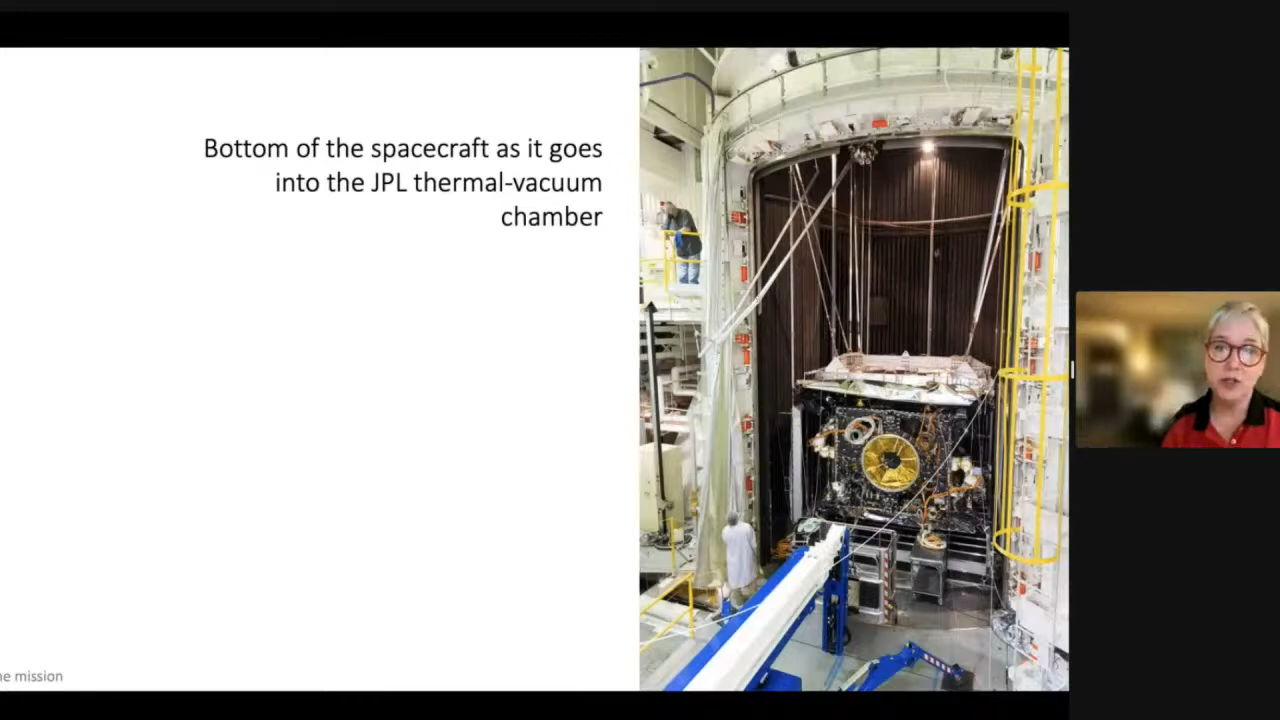 Bottom of the spacecraft as it goes
into the JPL thermal-vacuum
chamber
he mission